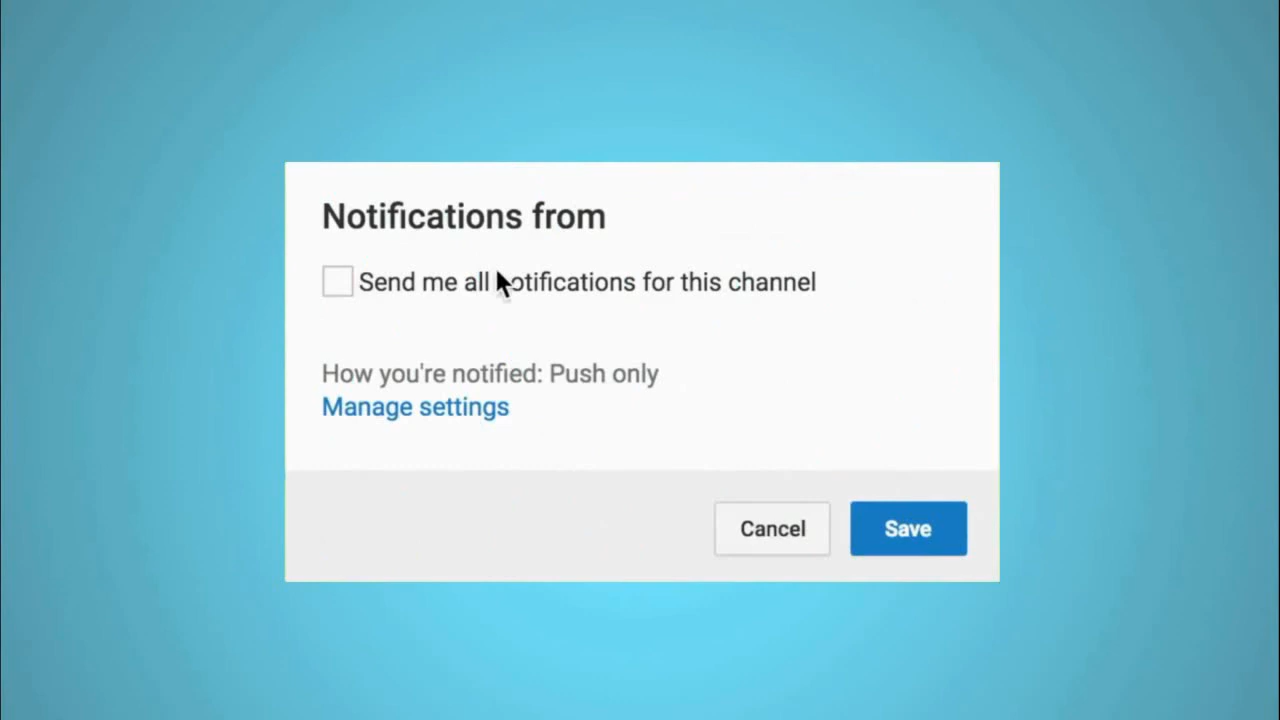 Notifications from
Send me all notifications for this channel
How you're notified: Push only
Manage settings
Cancel
Save